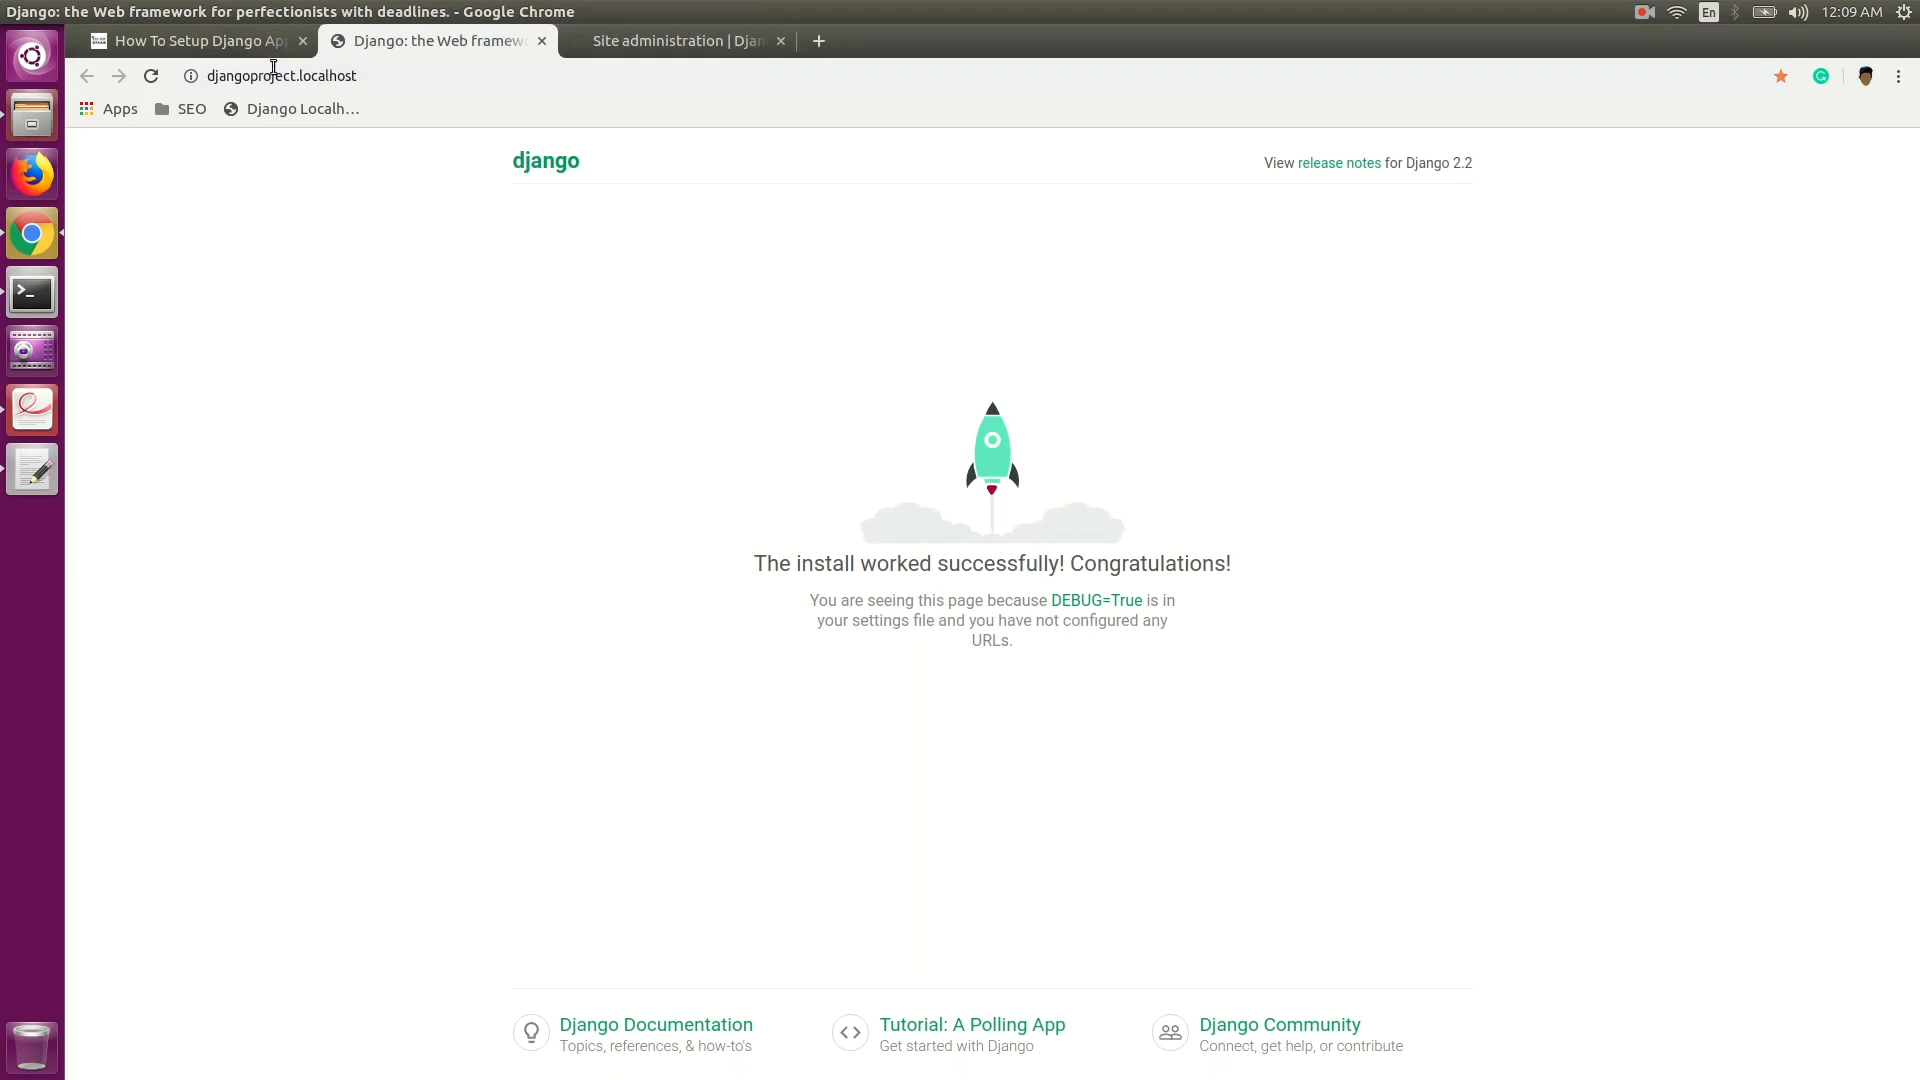 Django: the Web framework for perfectionists with deadlines. - Google Chrome
En
12:09 AM
How To Setup Django Ap
Django: the Web framew
Site administration | Djan
djangoproject.localhost
Apps
SEO
Django Localh...
django
View release notes for Django 2.2
The install worked successfully! Congratulations!
You are seeing this page because DEBUG=True is in
your settings file and you have not configured any
URLs.
Django Documentation
Topics, references, & how-to's
Tutorial: A Polling App
Get started with Django
Django Community
Connect, get help, or contribute